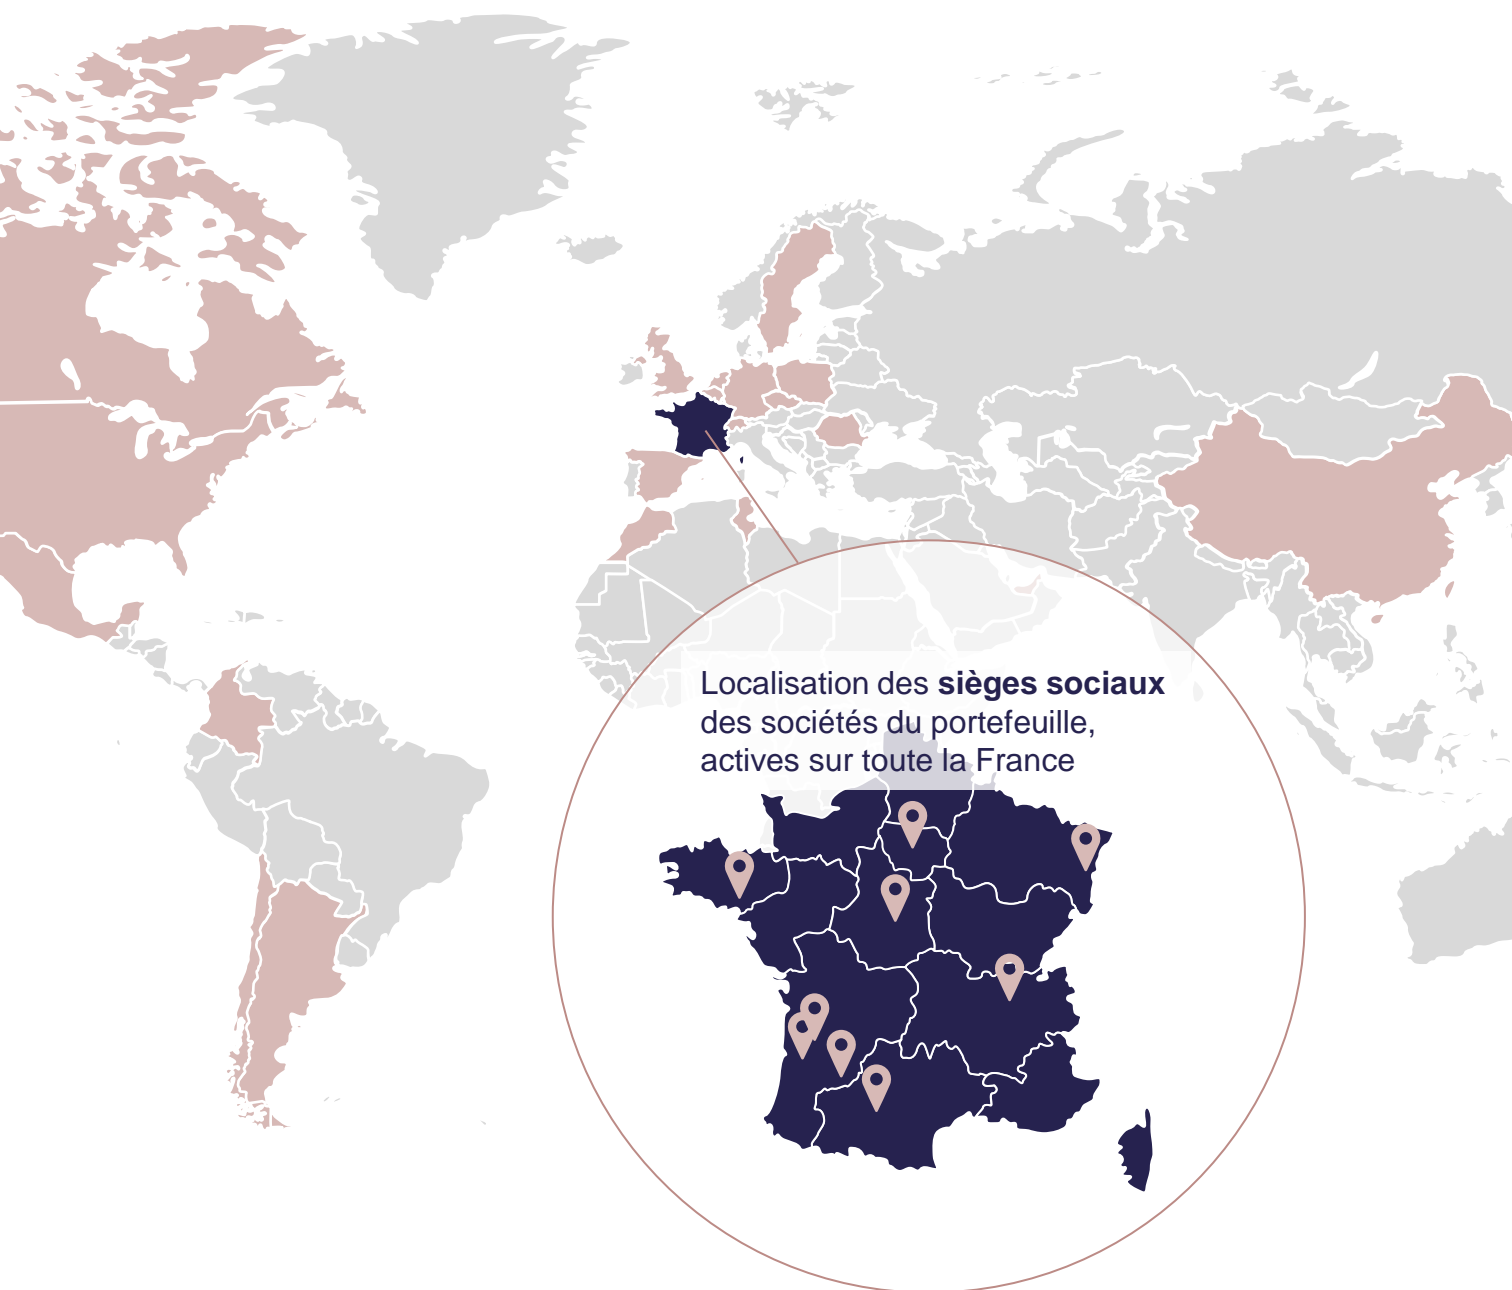 Localisation des sièges sociaux
des sociétés du portefeuille,
actives sur toute la France